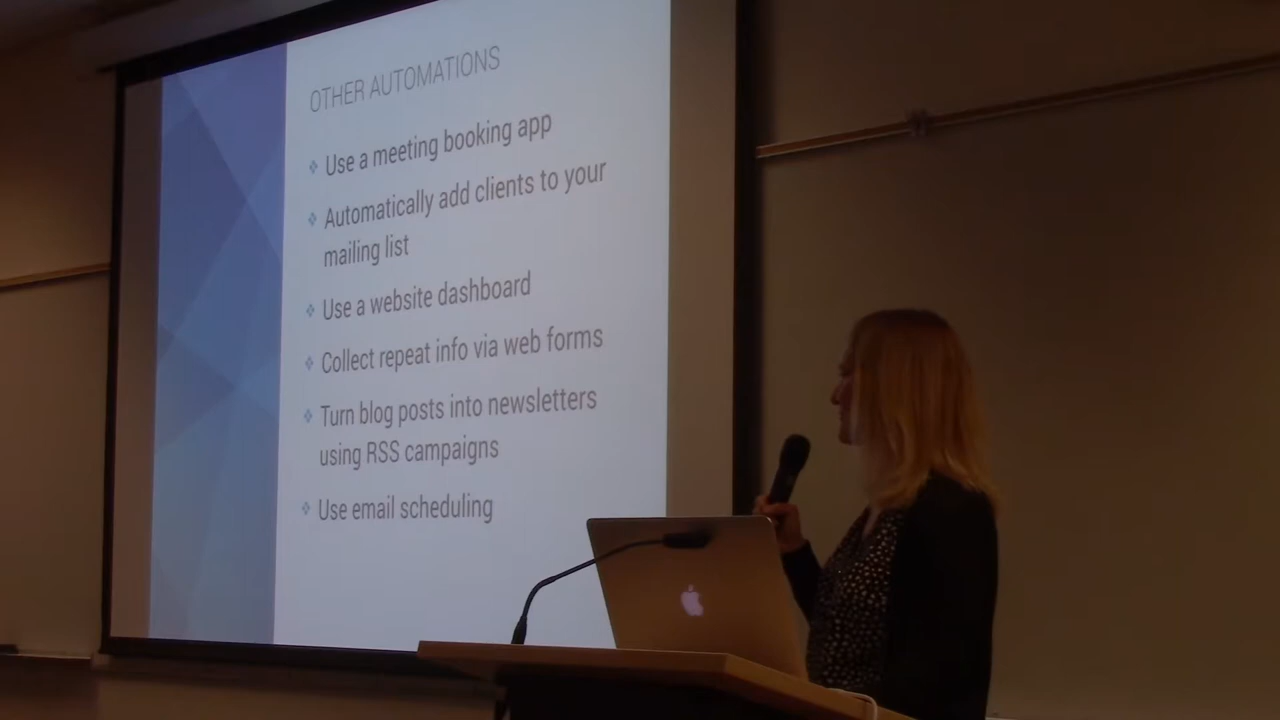 OTHER AUTOMATIONS
Use a meeting booking app
Automatically add clients to your
mailing list
Use a website dashboard
Collect repeat info via web forms
Turn blog posts into newsletters
using RSS campaigns
Use email scheduling